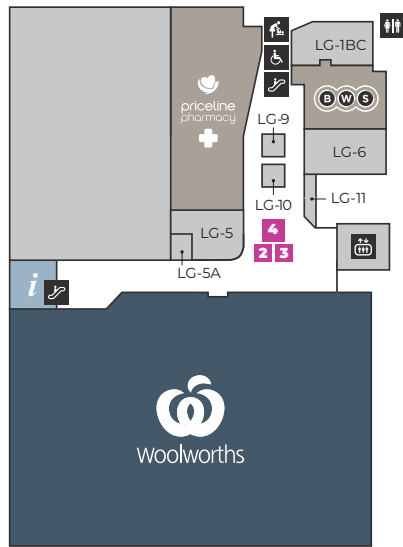 LG-1BC
priceline
pharmacy
BWS
LG-9
LG-6
LG-10
LG-11
4
LG-5
2 3
LG-5A
i
Woolworths